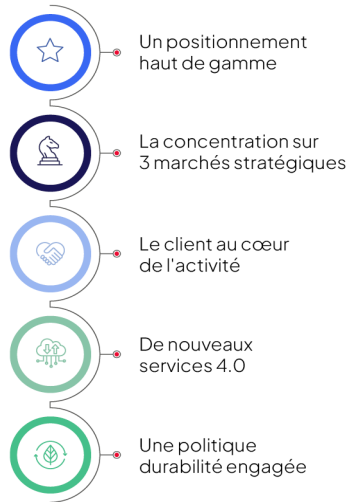 Un positionnement
haut de gamme
La concentration sur
3 marchés stratégiques
Le client au cœur
de l'activité
De nouveaux
services 4.0
Une politique
durabilité engagée